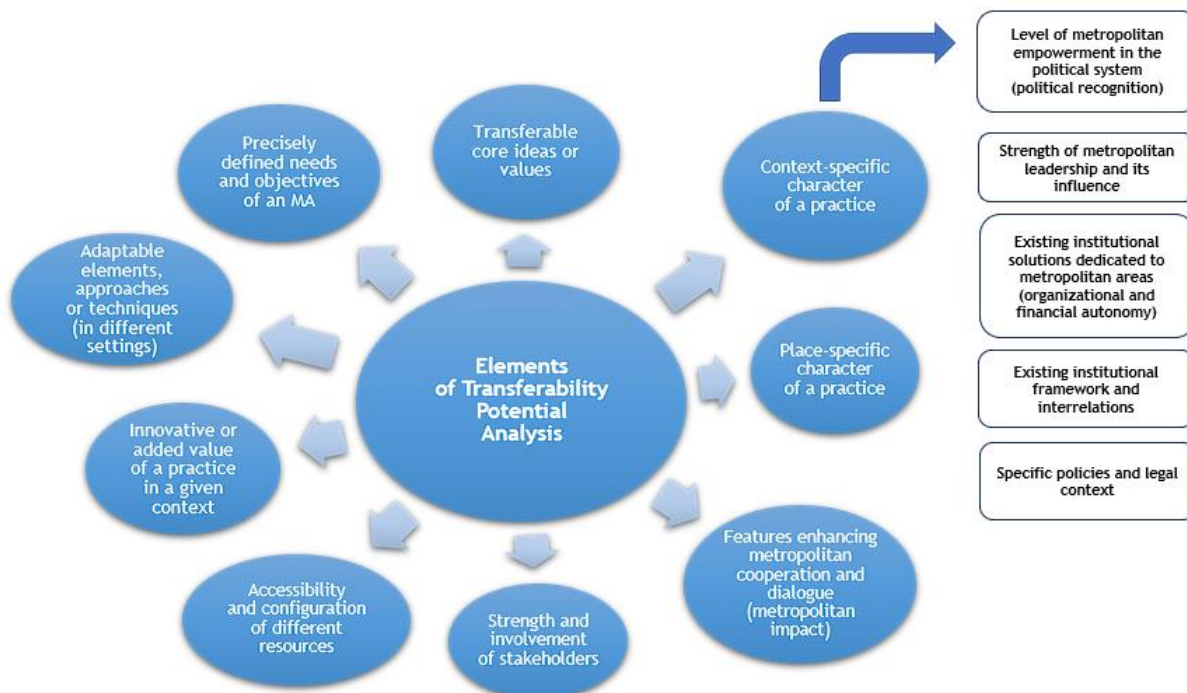 Level of metropolitan
empowerment in the
political system
(political recognition)
Strength of metropolitan
leadership and its
influence
Existing institutional
solutions dedicated to
metropolitan areas
(organizational and
financial autonomy)
Existing institutional
framework and
interrelations
Specific policies and legal
context
Transferable
core ideas or
values
Context-specific
character
of a practice
Place-specific
character
of a practice
Features enhancing
metropolitan
cooperation and
dialogue
(metropolitan
impact)
Strength and
involvement
of stakeholders
Accessibility
and configuration
of different
resources
Innovative or
added value
of a practice
in a given
context
Adaptable
elements,
approaches
or techniques
(in different
settings)
Precisely
defined needs
and objectives
of an MA
Elements
of Transferability
Potential
Analysis